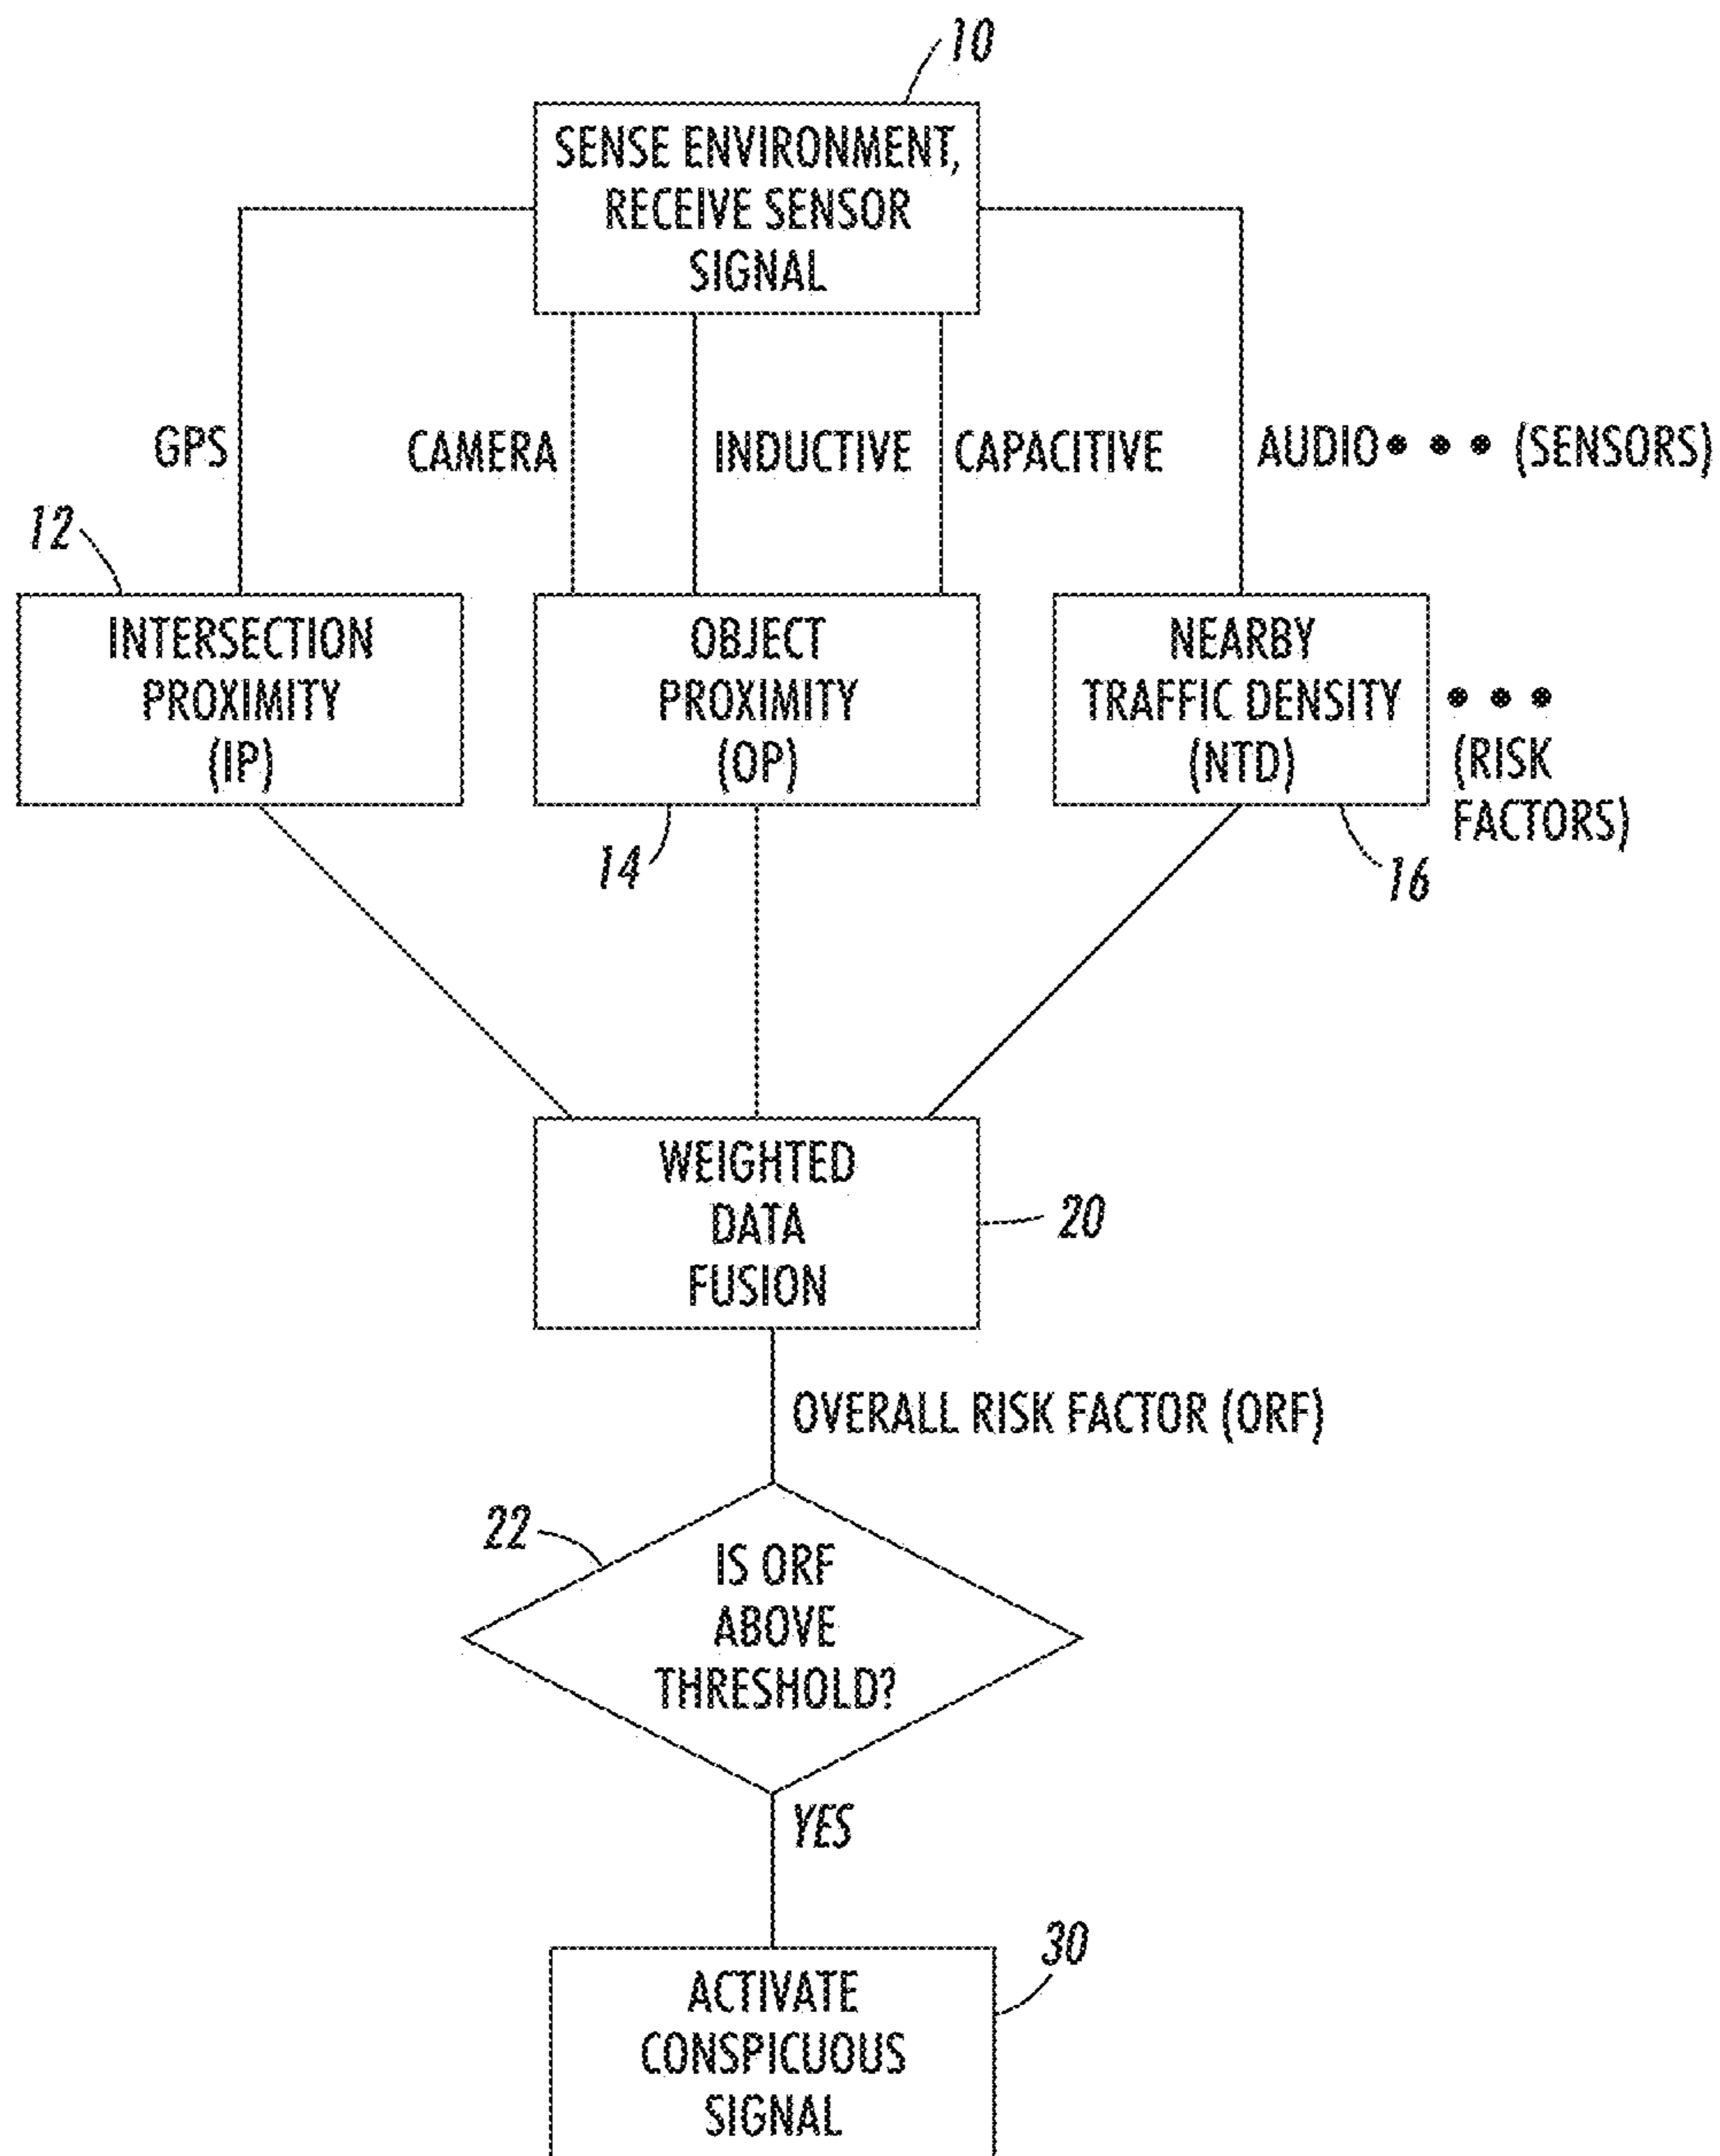 10
SENSE ENVIRONMENT,
RECEIVE SENSOR
SIGNAL
GPS
CAMERA
INDUCTIVE
CAPACITIVE
AUDIO • • • (SENSORS)
12
INTERSECTION
PROXIMITY
(IP)
OBJECT
PROXIMITY
(OP)
NEARBY
TRAFFIC DENSITY
(NTD)
• • •
(RISK
FACTORS)
14
16
WEIGHTED
DATA
FUSION
20
OVERALL RISK FACTOR (ORF)
22
IS ORF
ABOVE
THRESHOLD?
YES
30
ACTIVATE
CONSPICUOUS
SIGNAL